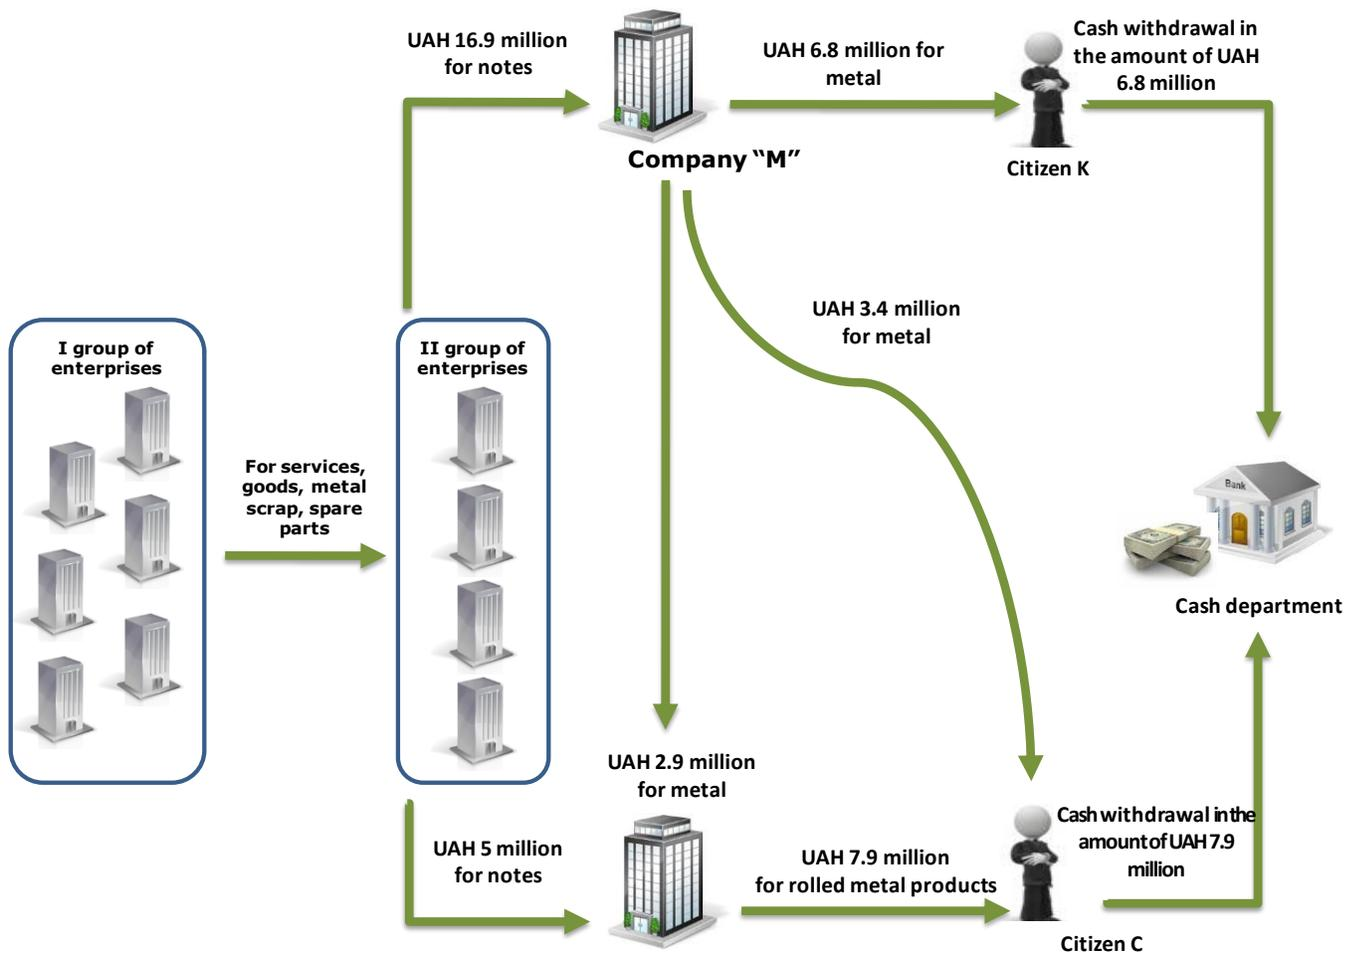 UAH 16.9 million
for notes
UAH 6.8 million for
metal
Cash withdrawal in
the amount of UAH
6.8 million
Company “M”
Citizen K
UAH 3.4 million
for metal
I group of
enterprises
II group of
enterprises
For services,
goods, metal
scrap, spare
parts
Bank
Cash department
UAH 2.9 million
for metal
UAH 5 million
for notes
UAH 7.9 million
for rolled metal products
Cash withdrawal in the
amount of UAH 7.9
million
Citizen C